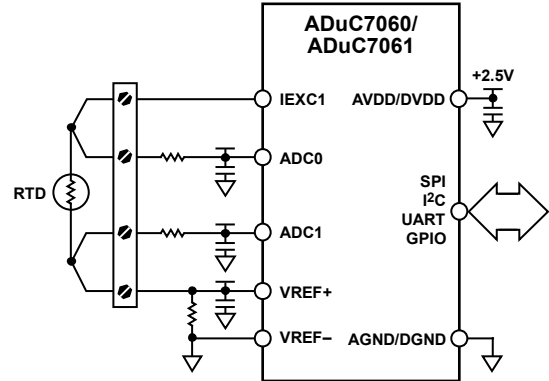 ADuC7060/
ADuC7061
+2.5V
IEXC1
AVDD/DVDD
ADC0
RTD
SPI
I²C
UART
GPIO
ADC1
VREF+
VREF–
AGND/DGND